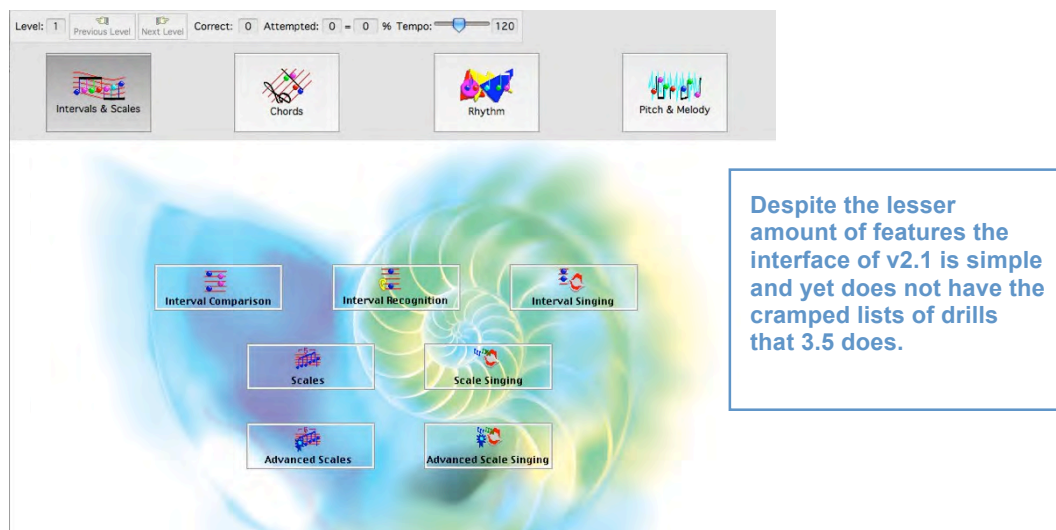 Level: 1 Previous Level Next Level Correct: 0 Attempted: 0 = 0 % Tempo: 120
Intervals & Scales Chords Rhythm Pitch & Melody
Despite the lesser
amount of features the
interface of v2.1 is simple
and yet does not have the
cramped lists of drills
that 3.5 does.
Interval Comparison Interval Recognition Interval Singing
Scales Scale Singing
Advanced Scales Advanced Scale Singing